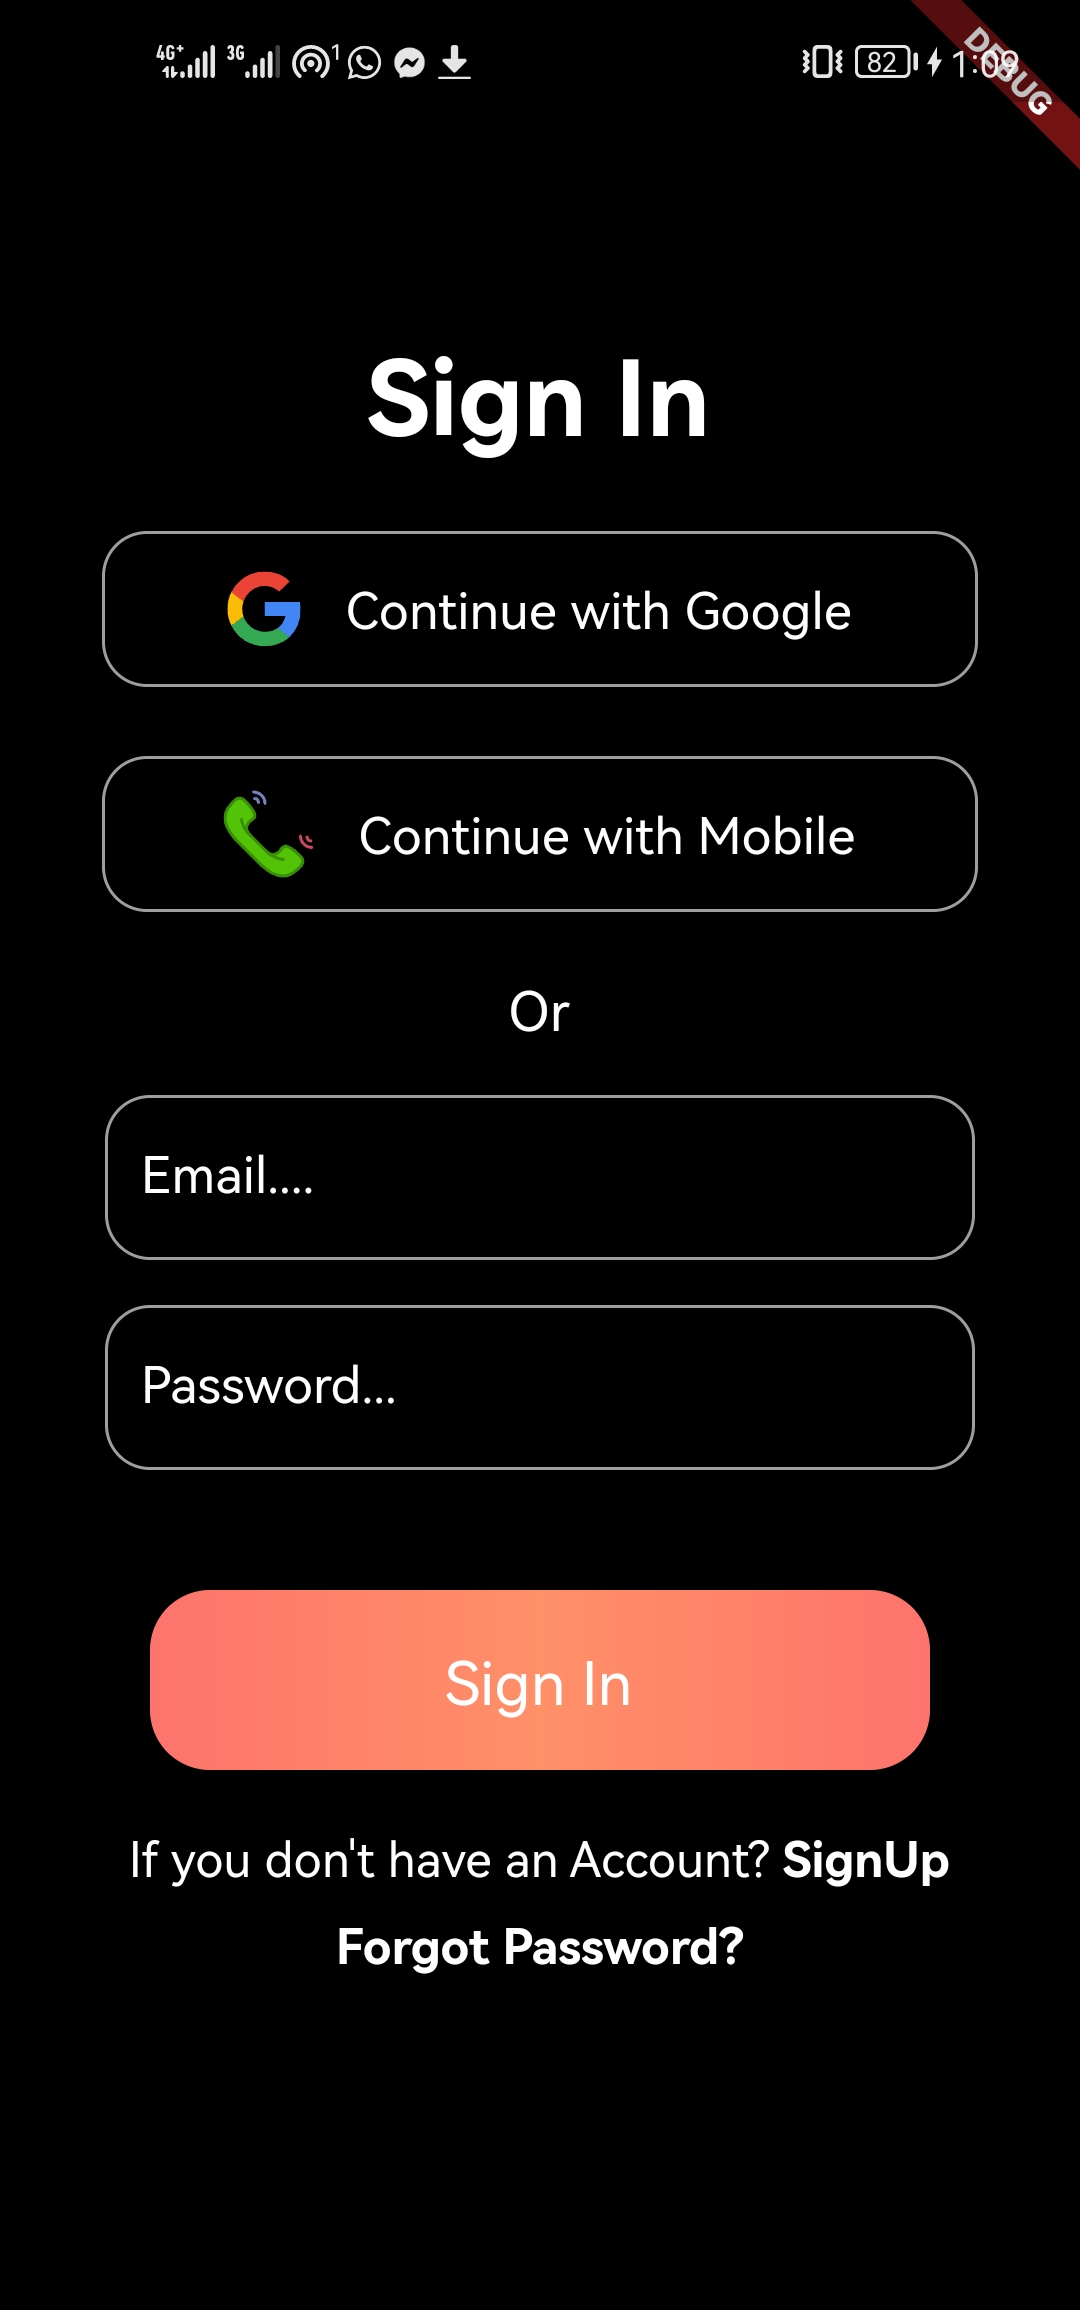 4G+ 3G 1 82 1:09
DEBUG
Sign In
Continue with Google
Continue with Mobile
Or
Email....
Password...
Sign In
If you don't have an Account? SignUp
Forgot Password?